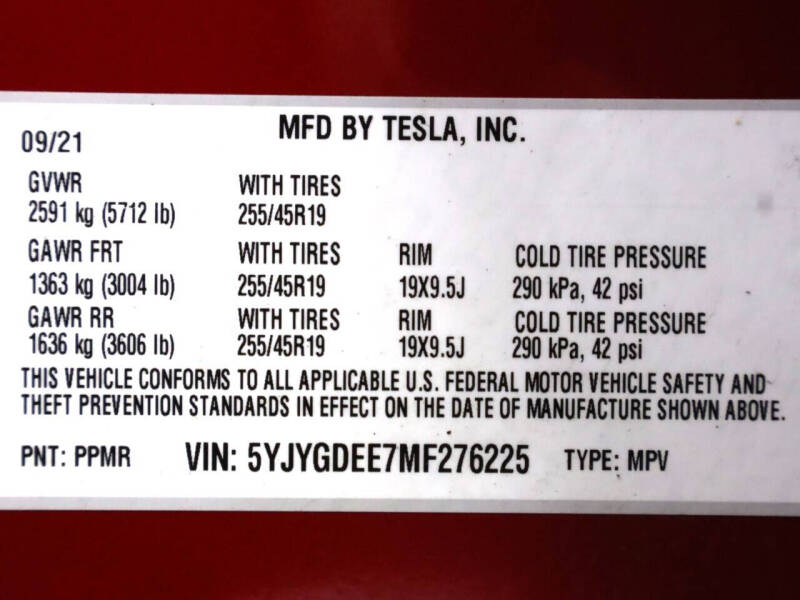 MFD BY TESLA, INC.
09/21
GVWR WITH TIRES
2591 kg (5712 lb) 255/45R19
GAWR FRT WITH TIRES RIM COLD TIRE PRESSURE
1363 kg (3004 lb) 255/45R19 19X9.5J 290 kPa, 42 psi
GAWR RR WITH TIRES RIM COLD TIRE PRESSURE
1636 kg (3606 lb) 255/45R19 19X9.5J 290 kPa, 42 psi
THIS VEHICLE CONFORMS TO ALL APPLICABLE U.S. FEDERAL MOTOR VEHICLE SAFETY AND
THEFT PREVENTION STANDARDS IN EFFECT ON THE DATE OF MANUFACTURE SHOWN ABOVE.
PNT: PPMR VIN: 5YJYGDEE7MF276225 TYPE: MPV